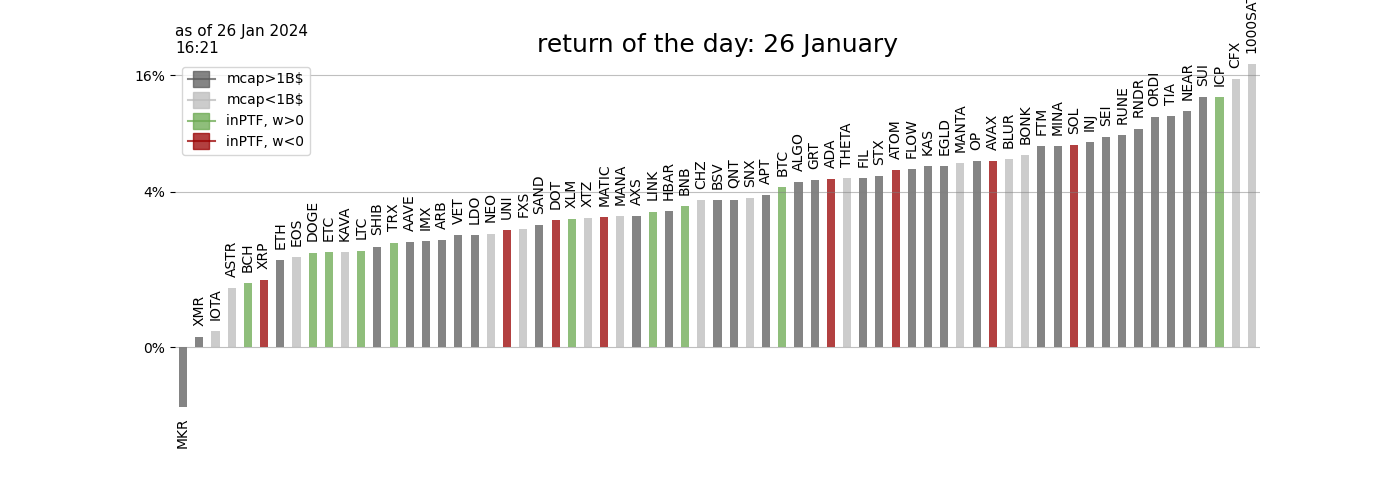 as of 26 Jan 2024
16:21
return of the day: 26 January
mcap>1B$
mcap<1B$
inPTF, w>0
inPTF, w<0
16%
4%
0%
MKR
XMR
IOTA
ASTR
BCH
XRP
ETH
EOS
DOGE
ETC
KAVA
LTC
SHIB
TRX
AAVE
IMX
ARB
VET
LDO
NEO
UNI
FXS
SAND
DOT
XLM
XTZ
MATIC
MANA
AXS
LINK
HBAR
BNB
CHZ
BSV
QNT
SNX
APT
BTC
ALGO
GRT
ADA
THETA
FIL
STX
ATOM
FLOW
KAS
EGLD
MANTA
OP
AVAX
BLUR
BONK
FTM
MINA
SOL
INJ
SEI
RUNE
RNDR
ORDI
TIA
NEAR
SUI
ICP
CFX